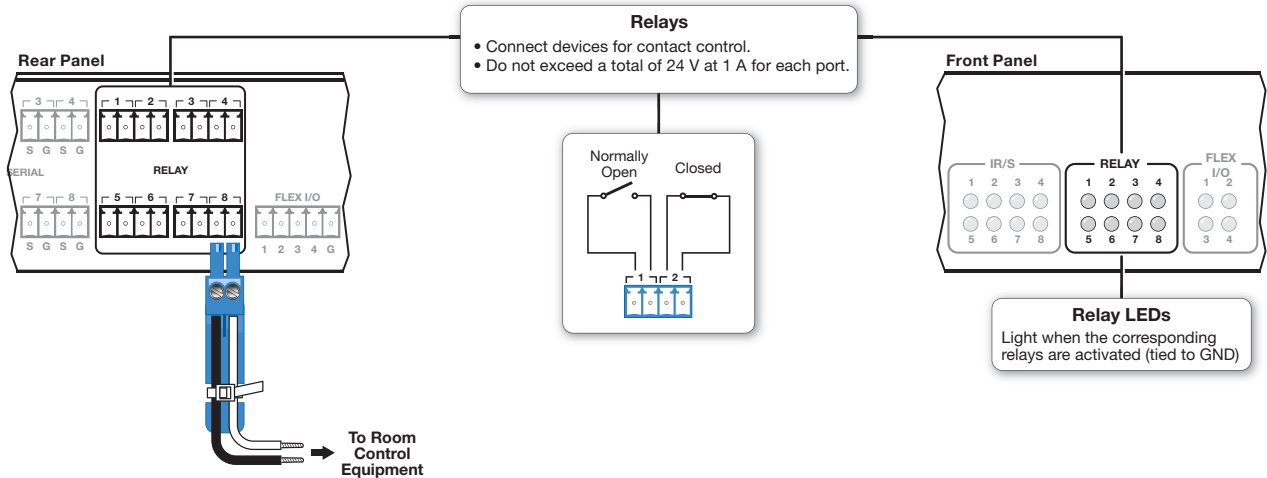 Relays
• Connect devices for contact control.
• Do not exceed a total of 24 V at 1 A for each port.
Rear Panel
3 4
S G S G
SERIAL
7 8
S G S G
1 2 3 4
RELAY
5 6 7 8
FLEX I/O
1 2 3 4 G
To Room
Control
Equipment
Normally
Open
Closed
1 2
Front Panel
IR/S
1 2 3 4
5 6 7 8
RELAY
1 2 3 4
5 6 7 8
FLEX
I/O
1 2
3 4
Relay LEDs
Light when the corresponding
relays are activated (tied to GND)